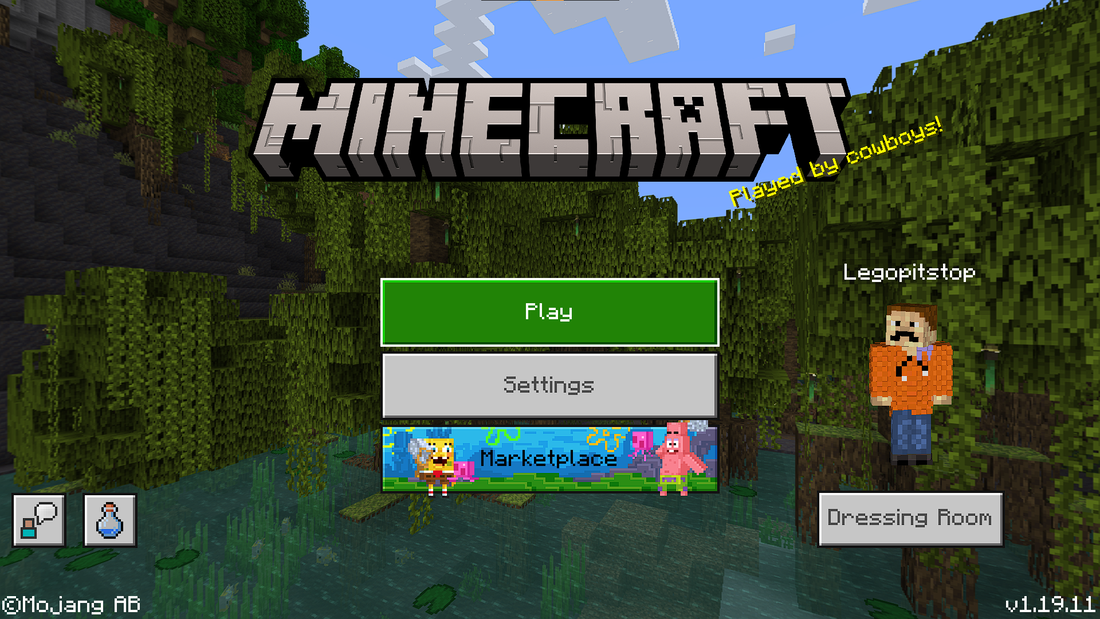 MINECRAFT
Played by cowboys!
Legopitstop
Play
Settings
Marketplace
Dressing Room
©Mojang AB
v1.19.11